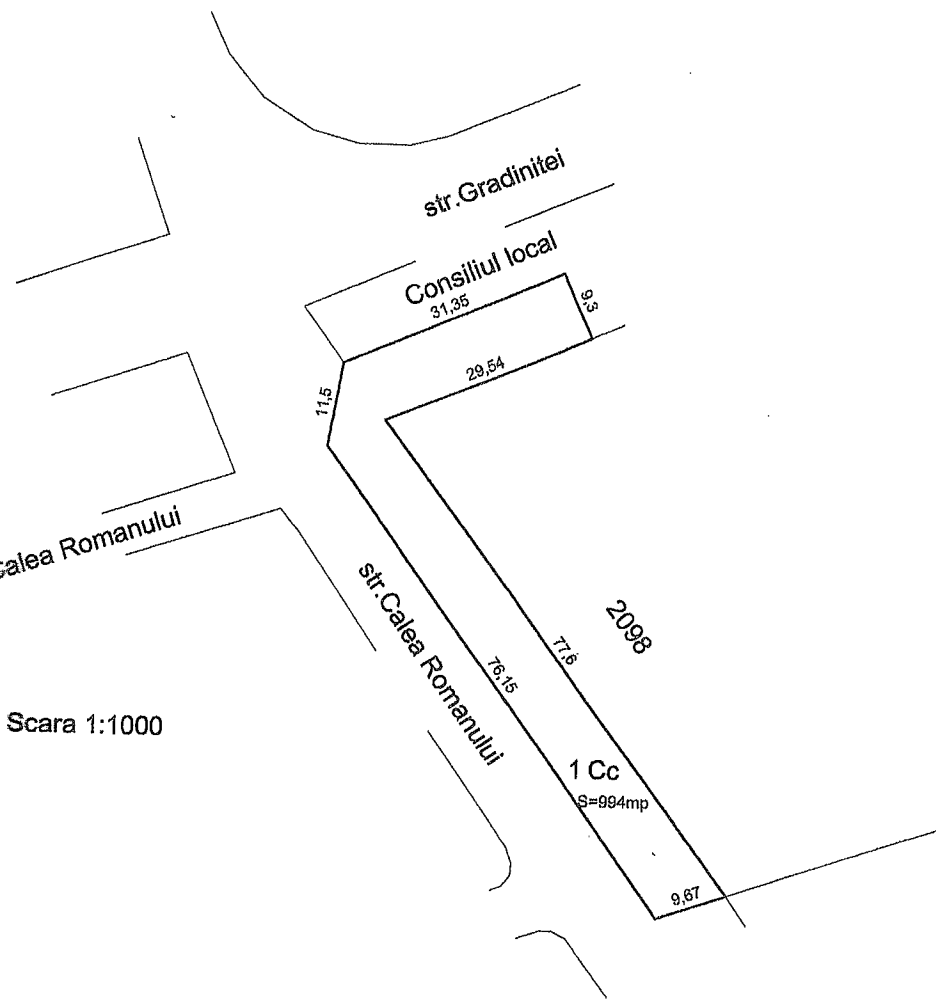 str.Gradinitei
Consiliul local
31,35
9,3
29,54
11,5
Calea Romanului
str.Calea Romanului
2098
77,6
76,15
Scara 1:1000
1 Cc
S=994mp
9,67